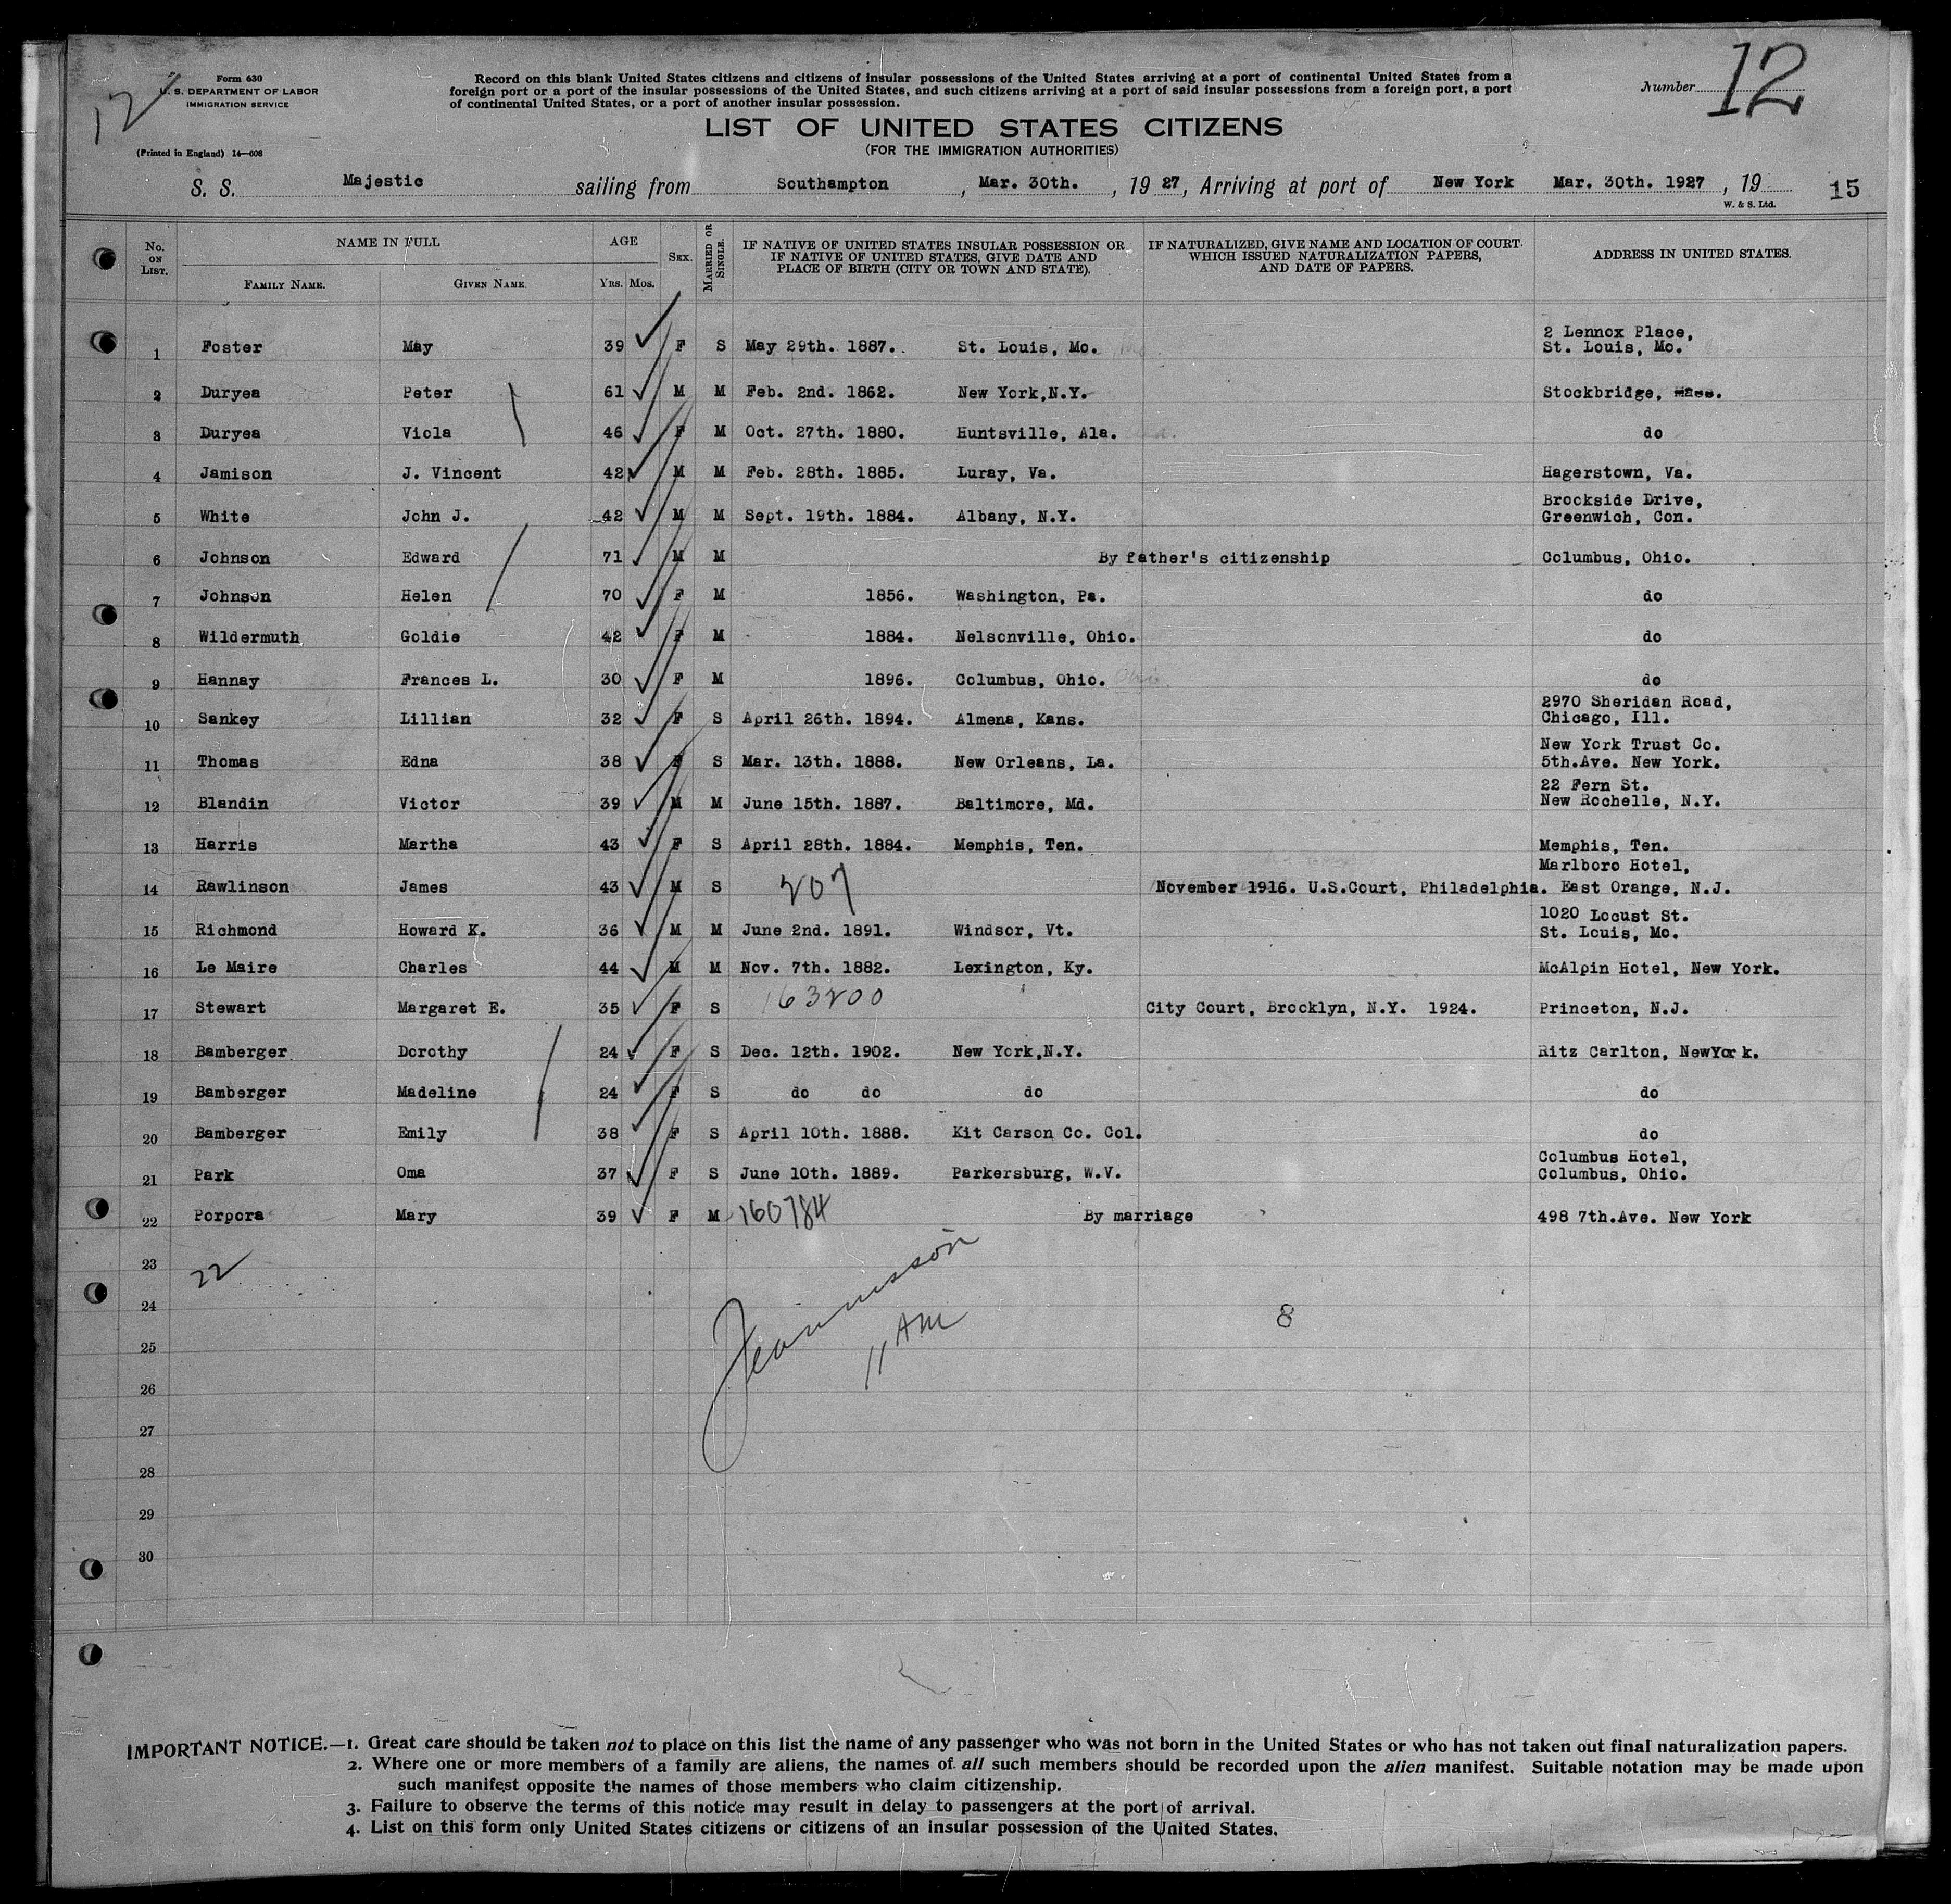 12
Form 630
U. S. DEPARTMENT OF LABOR
IMMIGRATION SERVICE
(Printed in England) 14—608
Record on this blank United States citizens and citizens of insular possessions of the United States arriving at a port of continental United States from a
foreign port or a port of the insular possessions of the United States, and such citizens arriving at a port of said insular possessions from a foreign port, a port
of continental United States, or a port of another insular possession.
Number 12
LIST OF UNITED STATES CITIZENS
(FOR THE IMMIGRATION AUTHORITIES)
S. S. Majestic sailing from Southampton, Mar. 30th., 19 27, Arriving at port of New York Mar. 30th. 1927, 19 15
W. & S. Ltd.
No. ON LIST. NAME IN FULL AGE SEX. MARRIED OR SINGLE. IF NATIVE OF UNITED STATES INSULAR POSSESSION OR IF NATIVE OF UNITED STATES, GIVE DATE AND PLACE OF BIRTH (CITY OR TOWN AND STATE). IF NATURALIZED, GIVE NAME AND LOCATION OF COURT WHICH ISSUED NATURALIZATION PAPERS, AND DATE OF PAPERS. ADDRESS IN UNITED STATES.
FAMILY NAME. GIVEN NAME. YRS. MOS.
1 Foster May 39 F S May 29th. 1887. St. Louis, Mo. 2 Lennox Place, St. Louis, Mo.
2 Duryea Peter 61 M M Feb. 2nd. 1862. New York,N.Y. Stockbridge, Mass.
3 Duryea Viola 46 F M Oct. 27th. 1880. Huntsville, Ala. do
4 Jamison J. Vincent 42 M M Feb. 28th. 1885. Luray, Va. Hagerstown, Va.
5 White John J. 42 M M Sept. 19th. 1884. Albany, N.Y. Brookside Drive, Greenwich, Con.
6 Johnson Edward 71 M M By father's citizenship Columbus, Ohio.
7 Johnson Helen 70 F M 1856. Washington, Pa. do
8 Wildermuth Goldie 42 F M 1884. Nelsonville, Ohio. do
9 Hannay Frances L. 30 F M 1896. Columbus, Ohio. do
10 Sankey Lillian 32 F S April 26th. 1894. Almena, Kans. 2970 Sheridan Road, Chicago, Ill.
11 Thomas Edna 38 F S Mar. 13th. 1888. New Orleans, La. New York Trust Co. 5th.Ave. New York.
12 Blandin Victor 39 M M June 15th. 1887. Baltimore, Md. 22 Fern St. New Rochelle, N.Y.
13 Harris Martha 43 F S April 28th. 1884. Memphis, Ten. Memphis, Ten.
14 Rawlinson James 43 M S 207 November 1916. U.S.Court, Philadelphia. Marlboro Hotel, East Orange, N.J.
15 Richmond Howard K. 36 M M June 2nd. 1891. Windsor, Vt. 1020 Locust St. St. Louis, Mo.
16 Le Maire Charles 44 M M Nov. 7th. 1882. Lexington, Ky. McAlpin Hotel, New York.
17 Stewart Margaret E. 35 F S 163200 City Court, Brooklyn, N.Y. 1924. Princeton, N.J.
18 Bamberger Dorothy 24 F S Dec. 12th. 1902. New York,N.Y. Ritz Carlton, NewYork.
19 Bamberger Madeline 24 F S do do do do
20 Bamberger Emily 38 F S April 10th. 1888. Kit Carson Co. Col. do
21 Park Oma 37 F S June 10th. 1889. Parkersburg, W.V. Columbus Hotel, Columbus, Ohio.
22 Porpora Mary 39 F M 160784 By marriage 498 7th.Ave. New York
23 22
24 8
25 11 AM
26
27
28
29
30
IMPORTANT NOTICE.—1. Great care should be taken not to place on this list the name of any passenger who was not born in the United States or who has not taken out final naturalization papers.
2. Where one or more members of a family are aliens, the names of all such members should be recorded upon the alien manifest. Suitable notation may be made upon
such manifest opposite the names of those members who claim citizenship.
3. Failure to observe the terms of this notice may result in delay to passengers at the port of arrival.
4. List on this form only United States citizens or citizens of an insular possession of the United States.